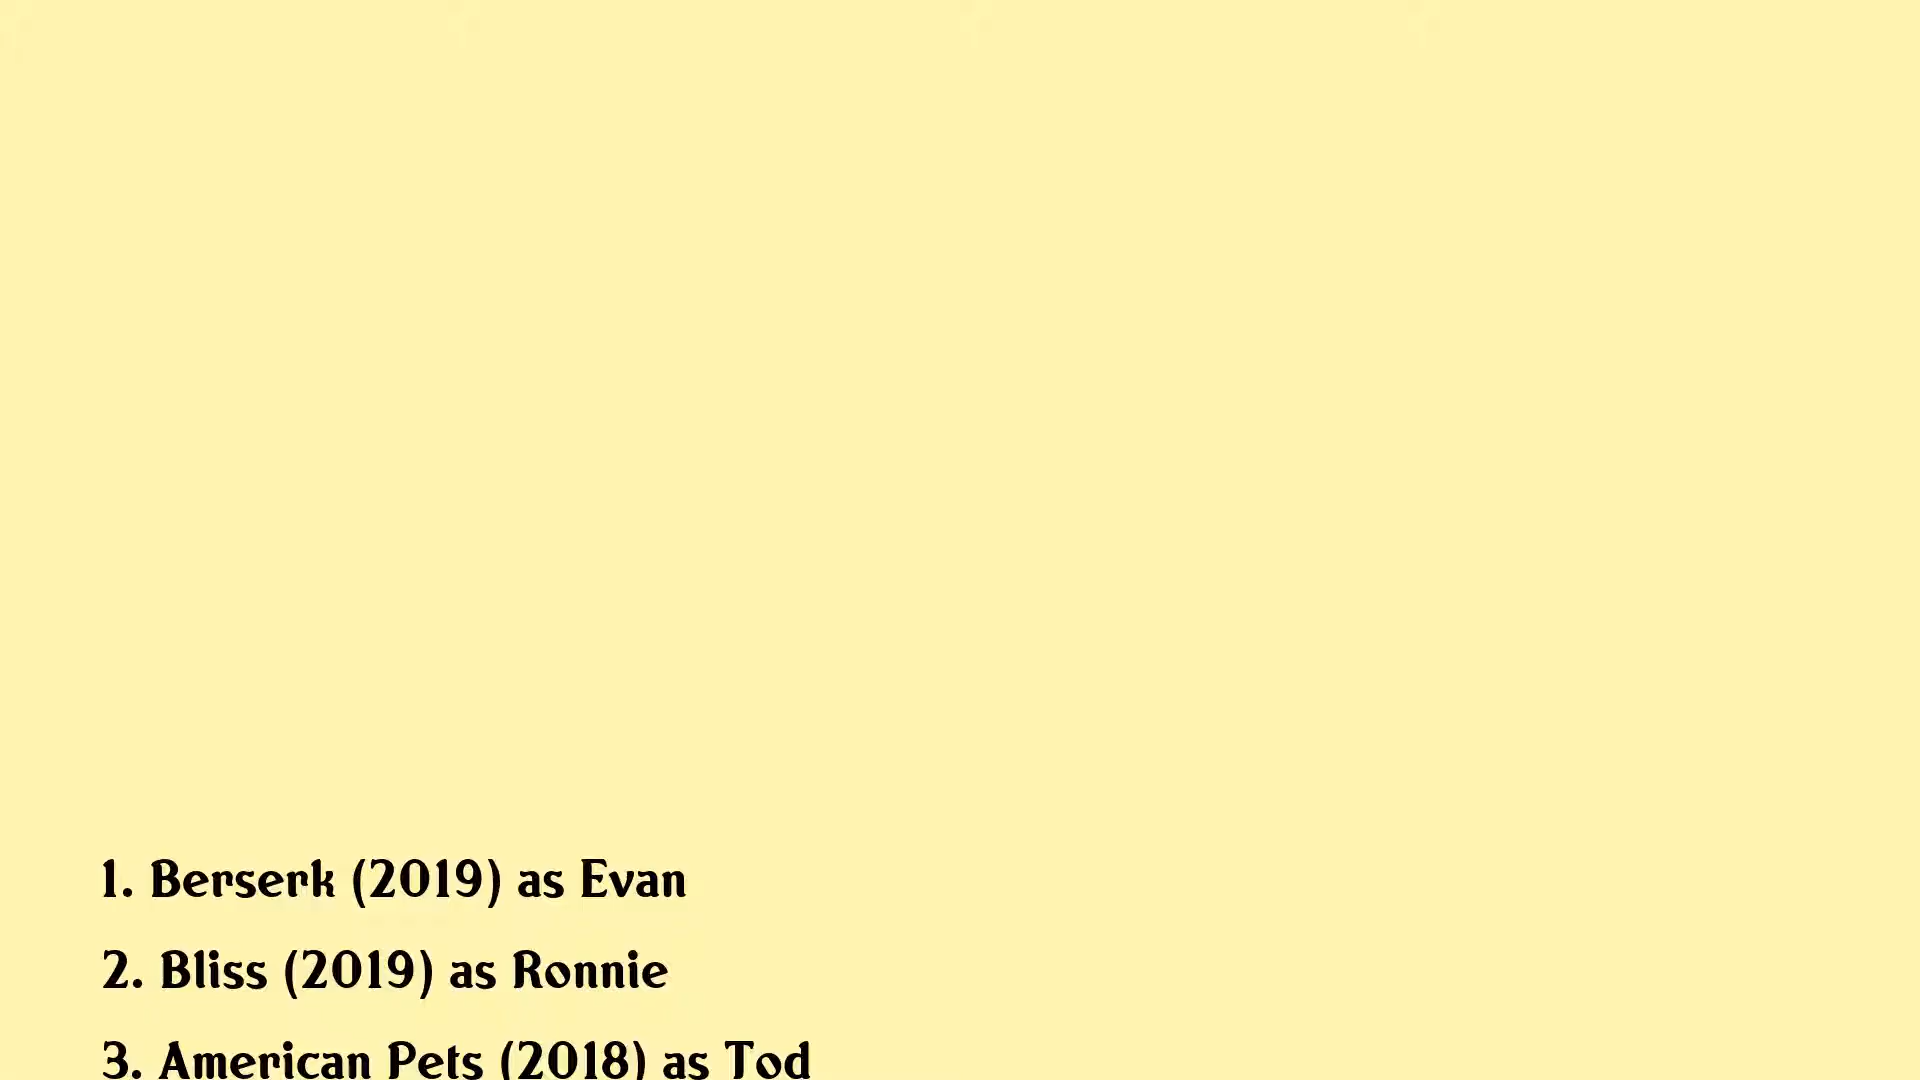 1. Berserk (2019) as Evan
2. Bliss (2019) as Ronnie
3. American Pets (2018) as Tod